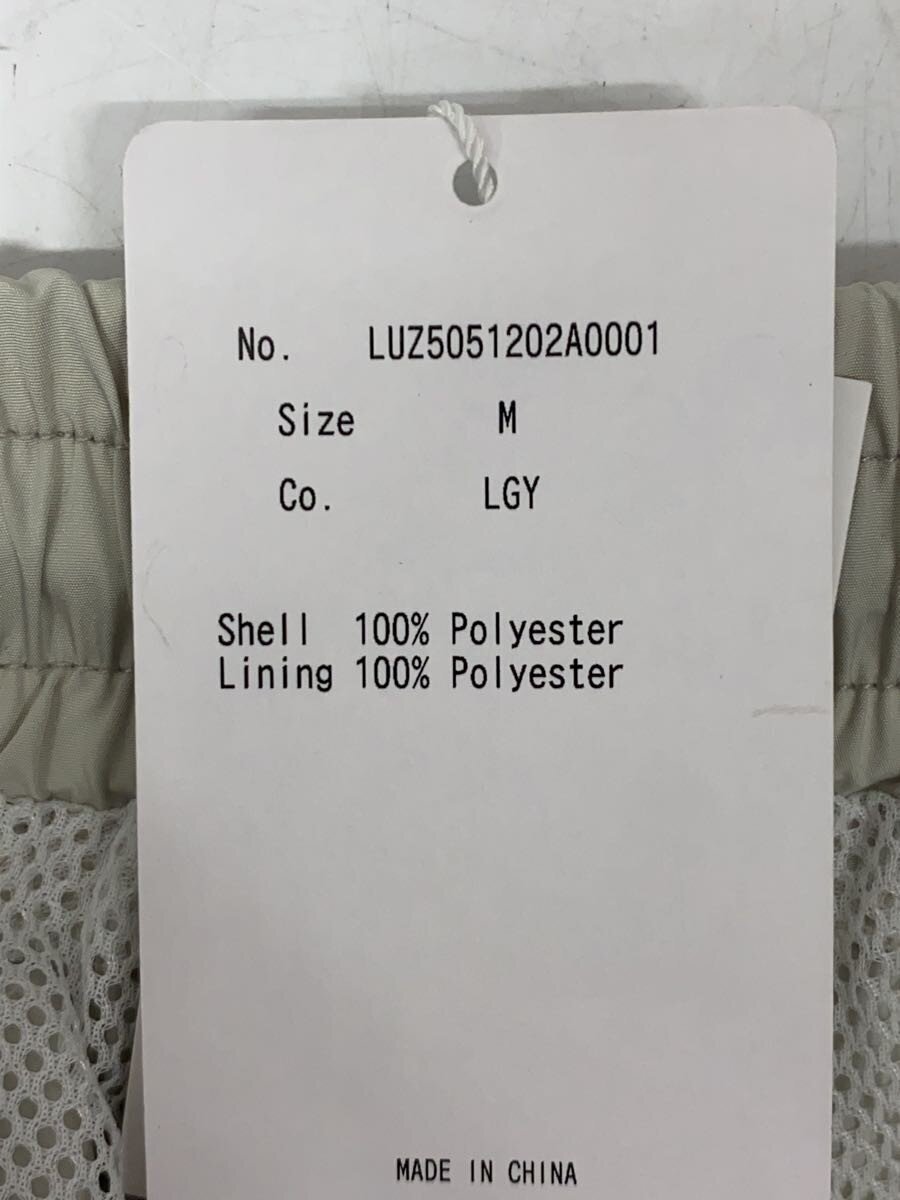 No. LUZ5051202A0001
Size M
Co. LGY
Shell 100% Polyester
Lining 100% Polyester
MADE IN CHINA